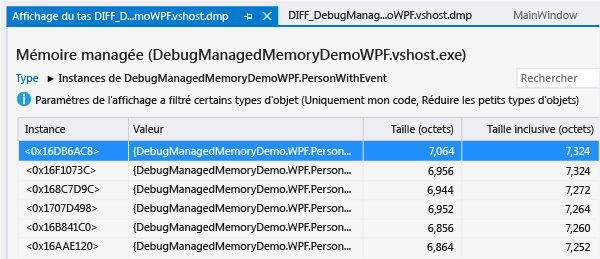 Affichage du tas DIFF_D...moWPF.vshost.dmp DIFF_DebugManag...oWPF.vshost.dmp MainWindow
Mémoire managée (DebugManagedMemoryDemoWPF.vshost.exe)
Type ▸ Instances de DebugManagedMemoryDemoWPF.PersonWithEvent Rechercher
Paramètres de l'affichage a filtré certains types d'objet (Uniquement mon code, Réduire les petits types d'objets)
Instance Valeur Taille (octets) Taille inclusive (octets)
<0x16DB6AC8> {DebugManagedMemoryDemo.WPF.Person... 7,064 7,324
<0x16F1073C> {DebugManagedMemoryDemo.WPF.Person... 6,956 7,324
<0x168C7D9C> {DebugManagedMemoryDemo.WPF.Person... 6,944 7,272
<0x1707D498> {DebugManagedMemoryDemo.WPF.Person... 6,952 7,264
<0x16B841C0> {DebugManagedMemoryDemo.WPF.Person... 6,856 7,260
<0x16AAE120> {DebugManagedMemoryDemo.WPF.Person... 6,864 7,252